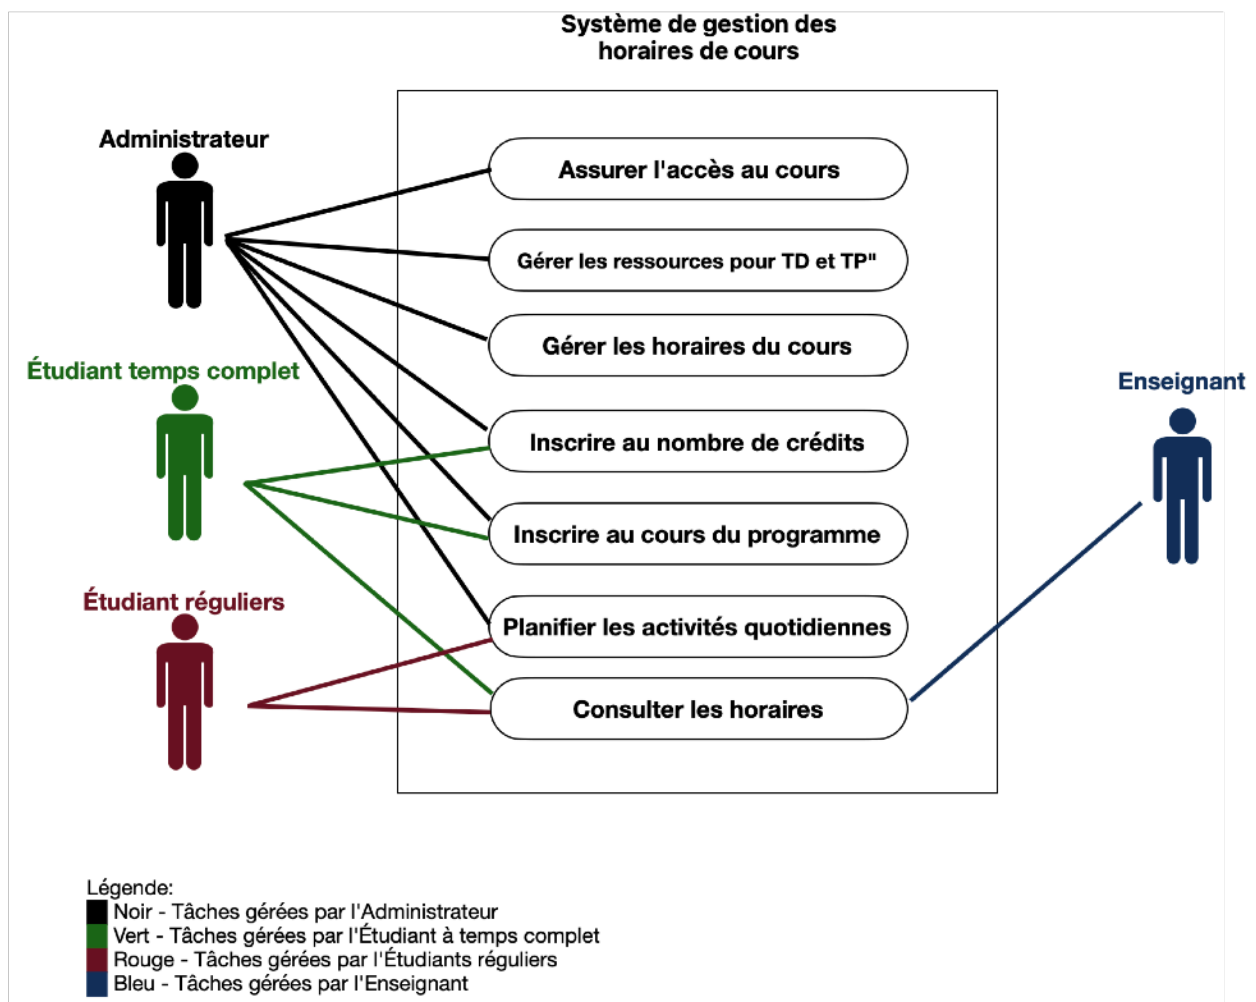 Système de gestion des
horaires de cours
Administrateur
Assurer l'accès au cours
Gérer les ressources pour TD et TP"
Gérer les horaires du cours
Étudiant temps complet
Enseignant
Inscrire au nombre de crédits
Inscrire au cours du programme
Étudiant réguliers
Planifier les activités quotidiennes
Consulter les horaires
Légende:
Noir - Tâches gérées par l'Administrateur
Vert - Tâches gérées par l'Étudiant à temps complet
Rouge - Tâches gérées par l'Étudiants réguliers
Bleu - Tâches gérées par l'Enseignant